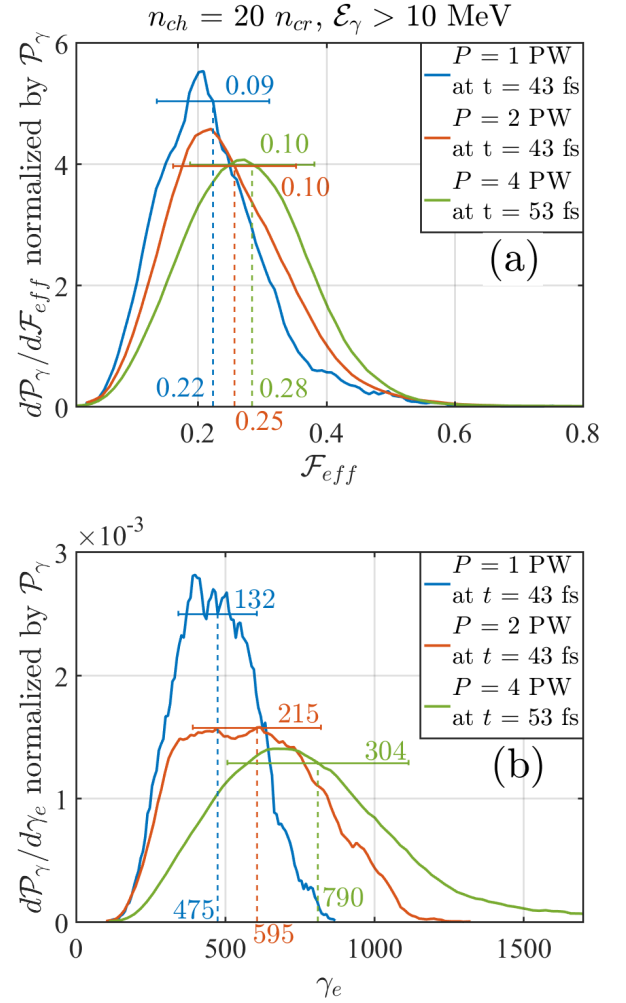 n_ch = 20 n_cr, ℰ_γ > 10 MeV
6
4
2
0
0.2
0.4
0.6
0.8
d𝒫_γ/dℱ_eff normalized by 𝒫_γ
ℱ_eff
P = 1 PW
at t = 43 fs
P = 2 PW
at t = 43 fs
P = 4 PW
at t = 53 fs
(a)
0.09
0.10
0.10
0.22
0.28
0.25
×10⁻³
3
2
1
0
0
500
1000
1500
d𝒫_γ/dγ_e normalized by 𝒫_γ
γ_e
P = 1 PW
at t = 43 fs
P = 2 PW
at t = 43 fs
P = 4 PW
at t = 53 fs
(b)
132
215
304
475
790
595